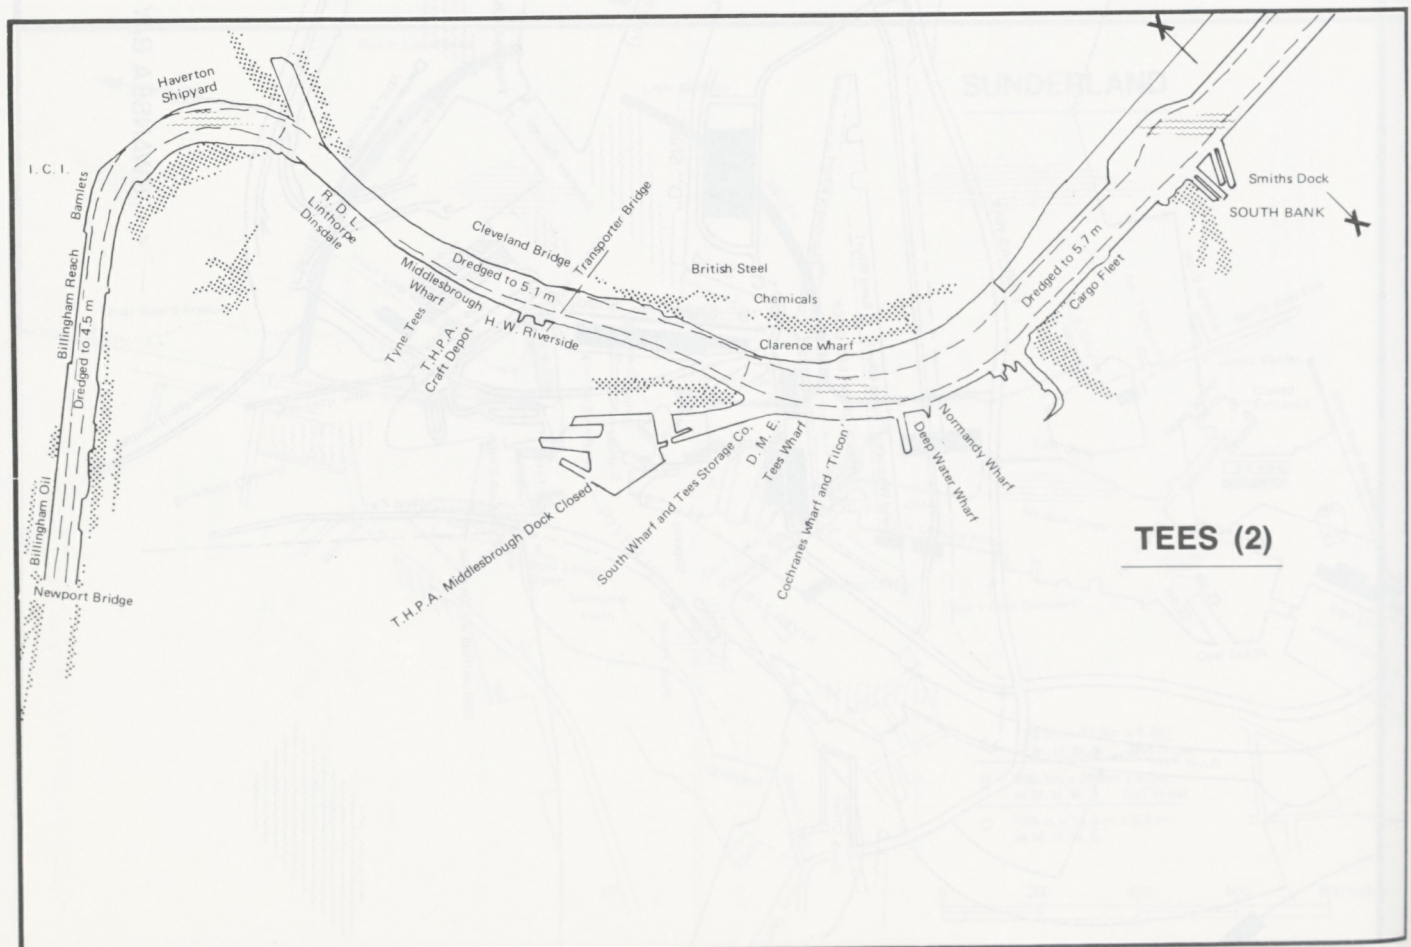 Haverton
Shipyard
I. C. I.
Bamlets
Billingham Reach
Dredged to 4.5 m
Billingham Oil
Newport Bridge
R. D. L.
Linthorpe
Dinsdale
Cleveland Bridge
Transporter Bridge
Dredged to 5.1 m
Middlesbrough
Wharf
Tyne Tees
T.H.P.A.
Craft Depot
H. W. Riverside
British Steel
Chemicals
Clarence Wharf
T.H.P.A. Middlesbrough Dock Closed
South Wharf and Tees Storage Co.
D. M. E.
Tees Wharf
Cochranes Wharf and Tilcon
Deep Water Wharf
Normandy Wharf
Dredged to 5.7 m
Cargo Fleet
Smiths Dock
SOUTH BANK
X
X
TEES (2)
SUNDERLAND